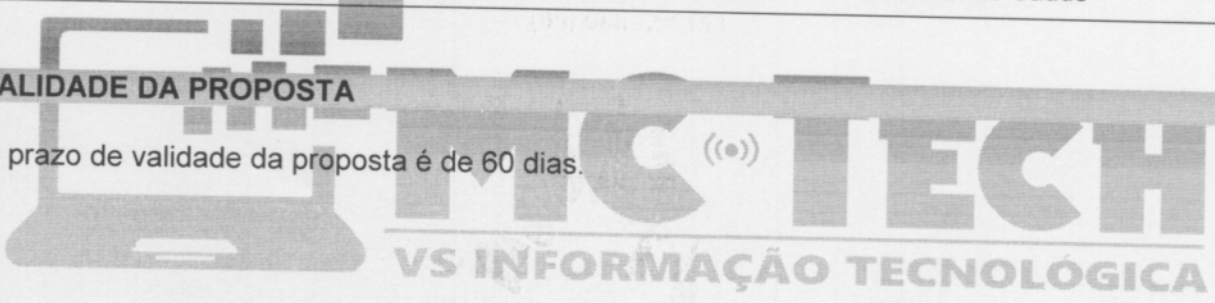 ALIDADE DA PROPOSTA
prazo de validade da proposta é de 60 dias.
MC TECH
VS INFORMAÇÃO TECNOLÓGICA